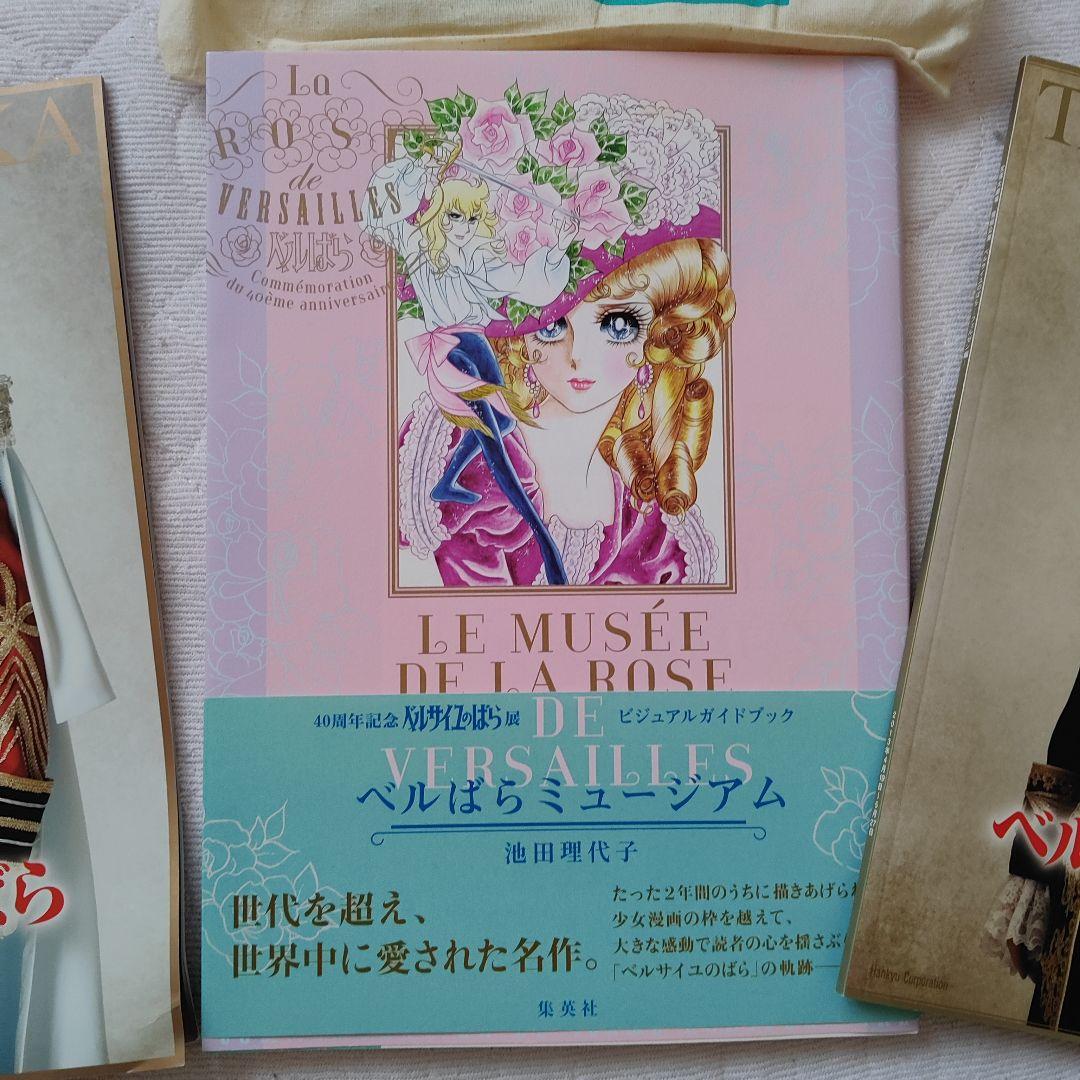 La
ROS
de
VERSAILLES
ベルばら
Commémoration
du 40ème anniversaire
LE MUSÉE
DE LA ROSE
DE
VERSAILLES
40周年記念 ベルサイユのばら展 ビジュアルガイドブック
ベルばらミュージアム
池田理代子
世代を超え、
世界中に愛された名作。
たった2年間のうちに描きあげられ
少女漫画の枠を越えて、
大きな感動で読者の心を揺さぶ
「ベルサイユのばら」の軌跡──
集英社
KA
ばら
T
ベル
Hankyu Corporation